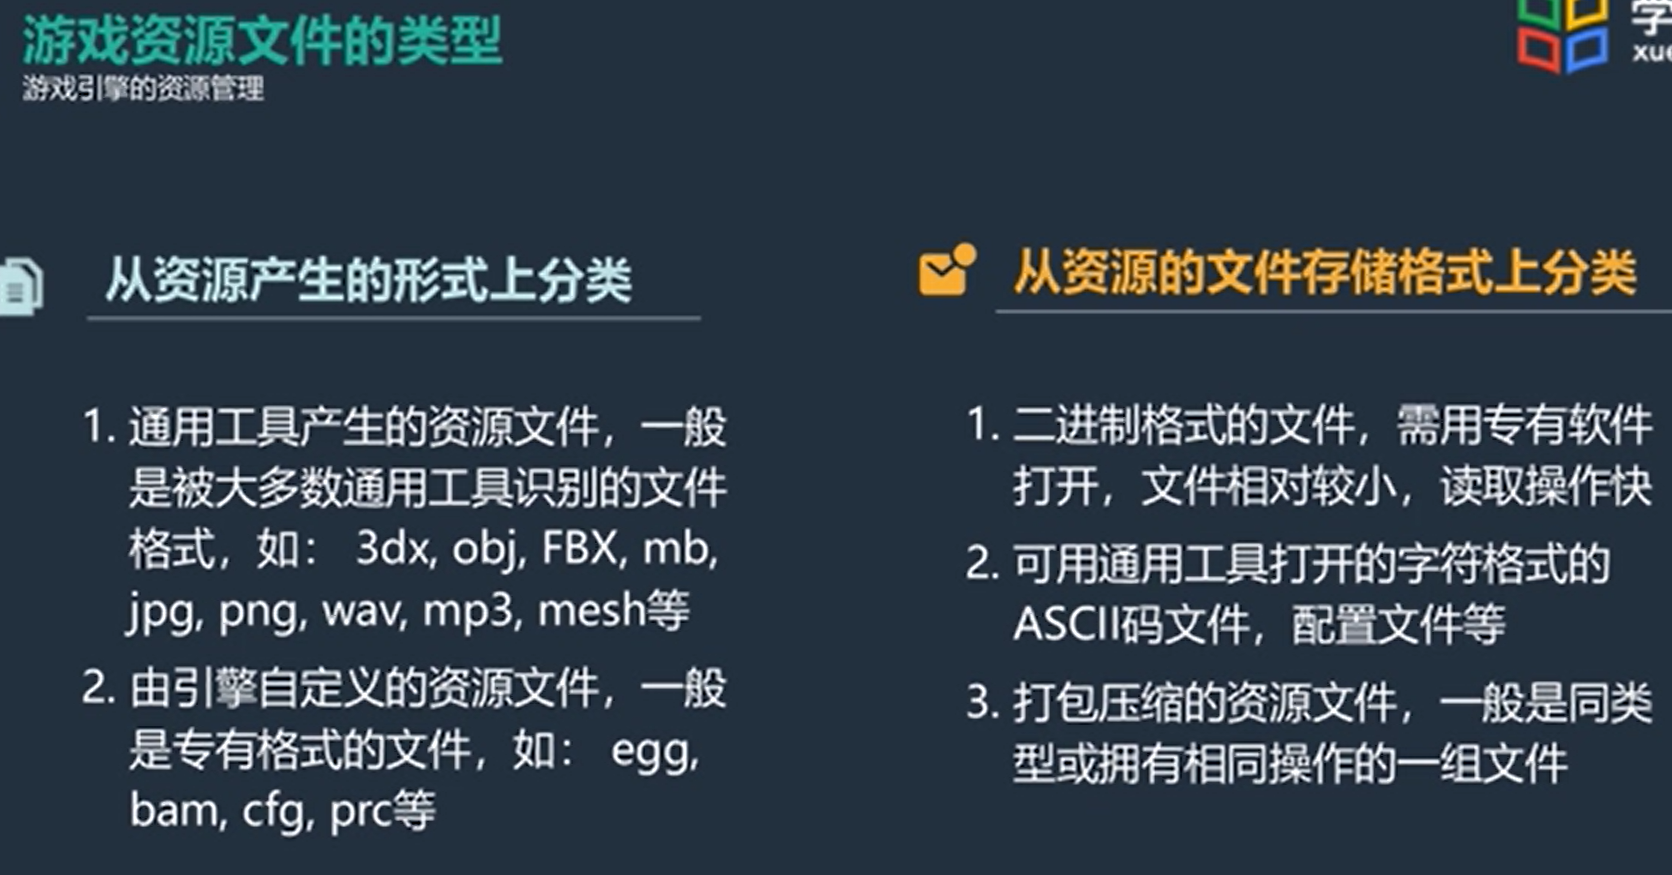 游戏资源文件的类型
游戏引擎的资源管理
学
xue
从资源产生的形式上分类
1. 通用工具产生的资源文件，一般
是被大多数通用工具识别的文件
格式，如： 3dx, obj, FBX, mb,
jpg, png, wav, mp3, mesh等
2. 由引擎自定义的资源文件，一般
是专有格式的文件，如： egg,
bam, cfg, prc等
从资源的文件存储格式上分类
1. 二进制格式的文件，需用专有软件
打开，文件相对较小，读取操作快
2. 可用通用工具打开的字符格式的
ASCII码文件，配置文件等
3. 打包压缩的资源文件，一般是同类
型或拥有相同操作的一组文件